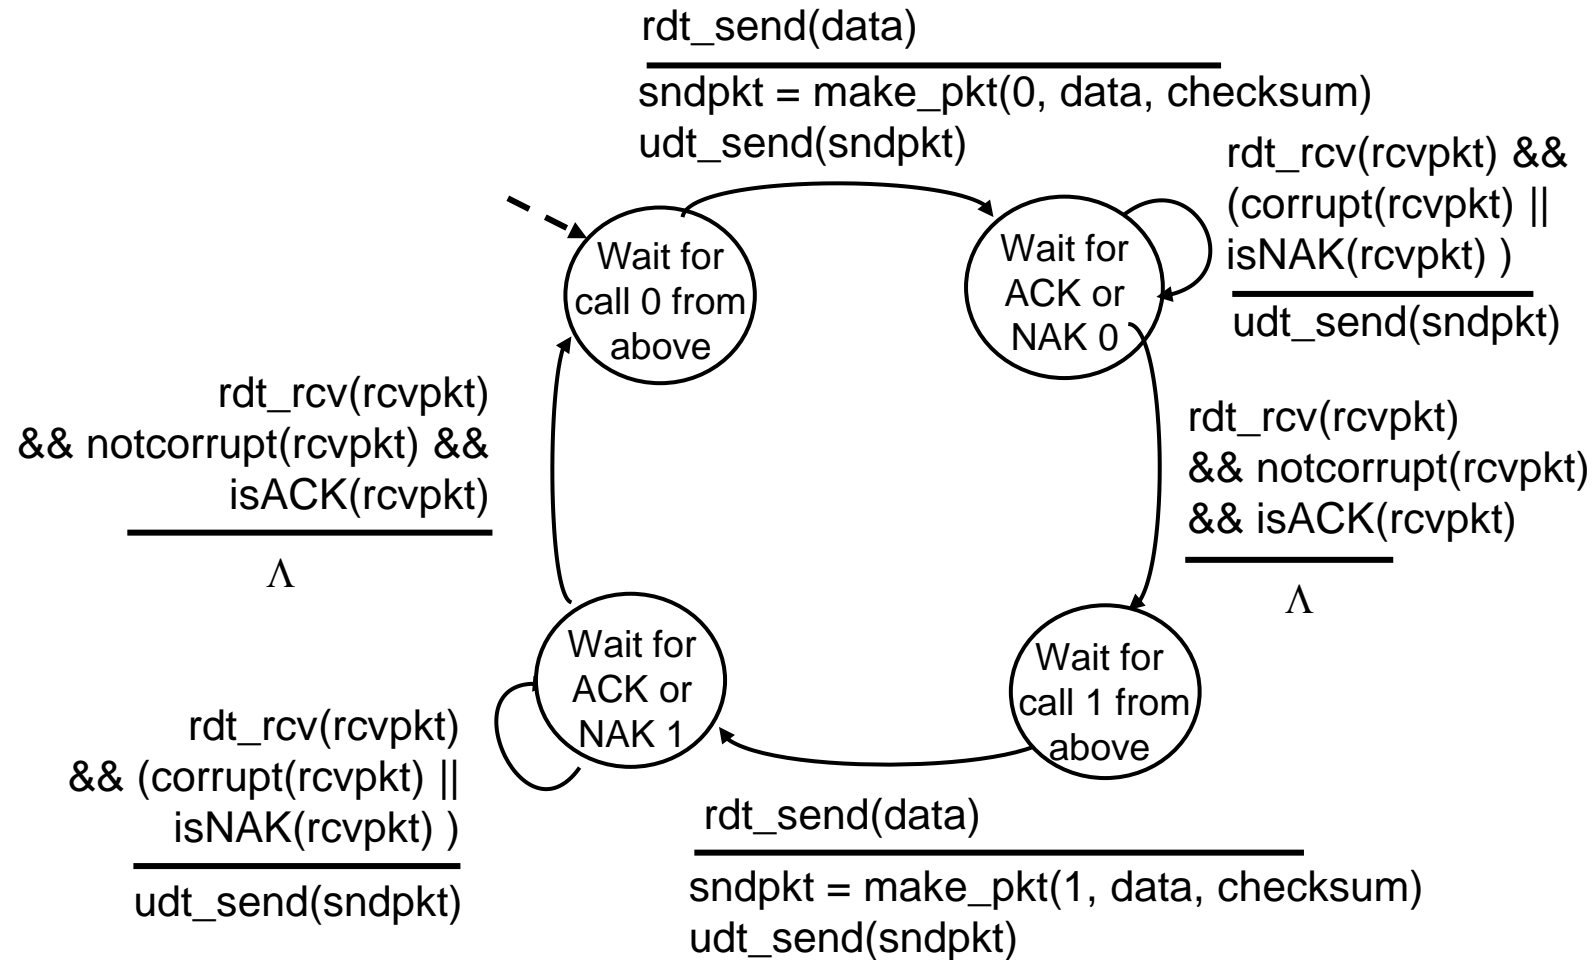 rdt_send(data)
sndpkt = make_pkt(0, data, checksum)
udt_send(sndpkt)
rdt_rcv(rcvpkt) &&
(corrupt(rcvpkt) ||
isNAK(rcvpkt) )
udt_send(sndpkt)
Wait for
call 0 from
above
Wait for
ACK or
NAK 0
rdt_rcv(rcvpkt)
&& notcorrupt(rcvpkt) &&
isACK(rcvpkt)
Λ
rdt_rcv(rcvpkt)
&& notcorrupt(rcvpkt)
&& isACK(rcvpkt)
Λ
Wait for
ACK or
NAK 1
Wait for
call 1 from
above
rdt_rcv(rcvpkt)
&& (corrupt(rcvpkt) ||
isNAK(rcvpkt) )
udt_send(sndpkt)
rdt_send(data)
sndpkt = make_pkt(1, data, checksum)
udt_send(sndpkt)